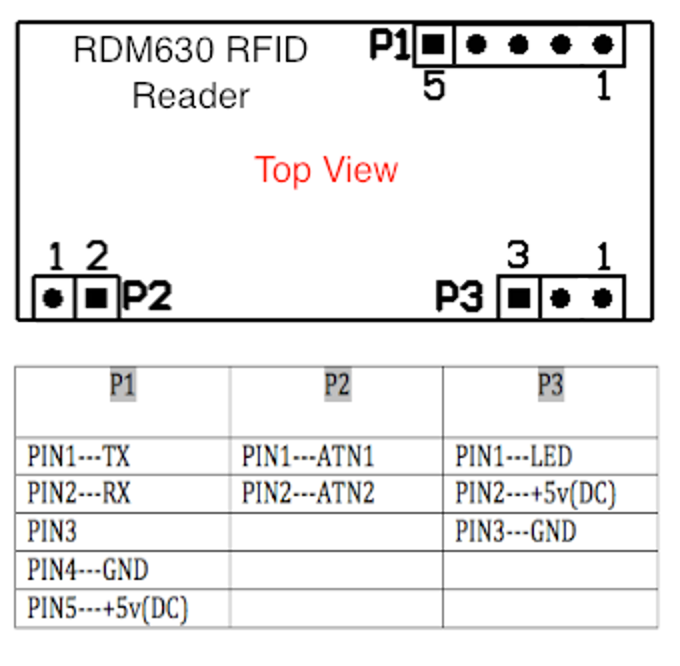 RDM630 RFID P1
Reader 5 1
Top View
1 2 3 1
P2 P3
P1 P2 P3
PIN1---TX PIN1---ATN1 PIN1---LED
PIN2---RX PIN2---ATN2 PIN2---+5v(DC)
PIN3 PIN3---GND
PIN4---GND
PIN5---+5v(DC)